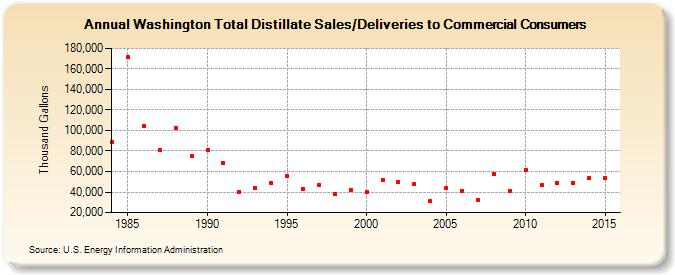 Annual Washington Total Distillate Sales/Deliveries to Commercial Consumers
Thousand Gallons
180,000
160,000
140,000
120,000
100,000
80,000
60,000
40,000
20,000
1985 1990 1995 2000 2005 2010 2015
Source: U.S. Energy Information Administration